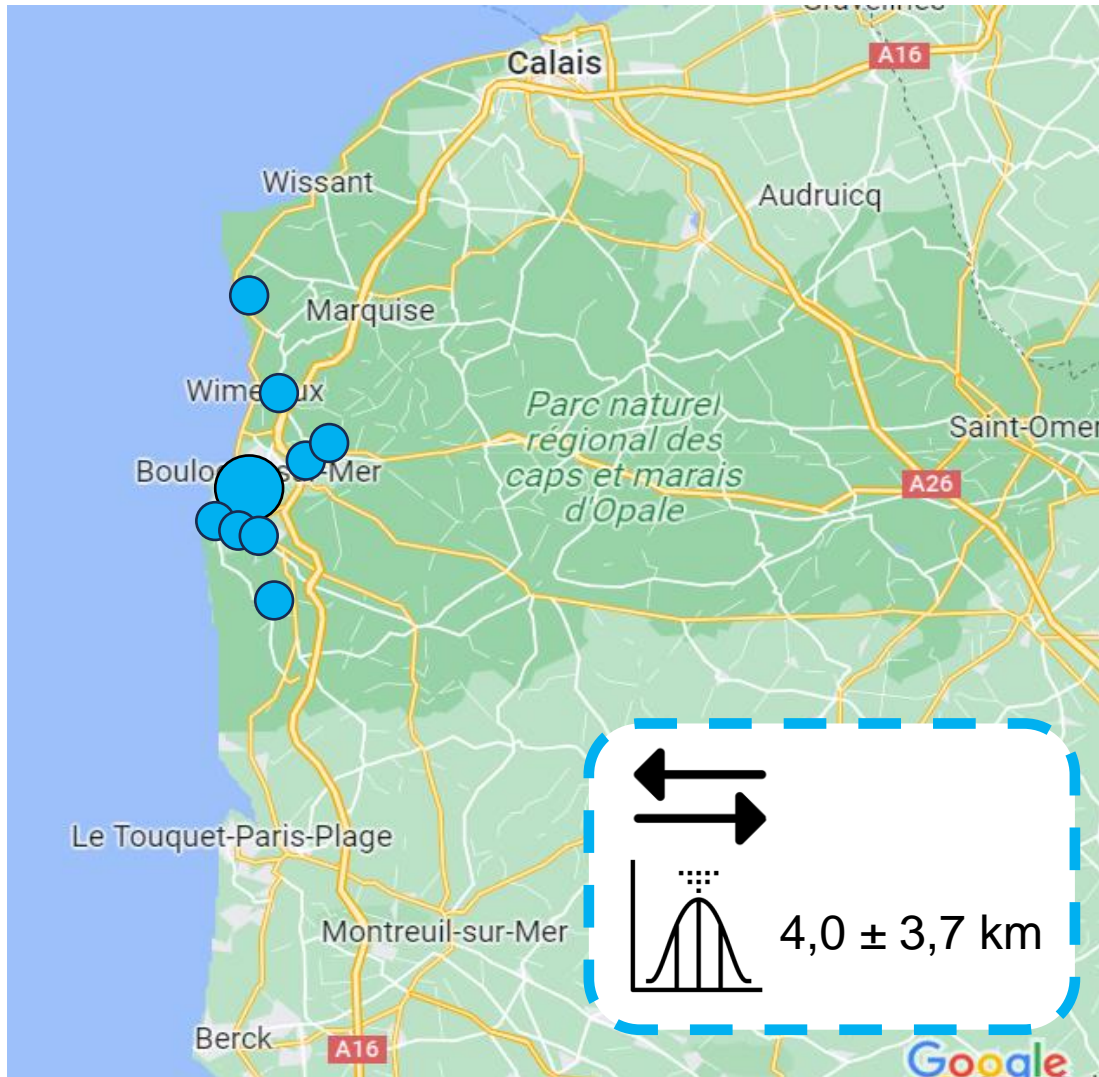 Calais
A16
Wissant
Audruicq
Marquise
Parc naturel
régional des
caps et marais
d'Opale
Saint-Omer
A26
Le Touquet-Paris-Plage
Montreuil-sur-Mer
4,0 ± 3,7 km
Berck
A16
Google